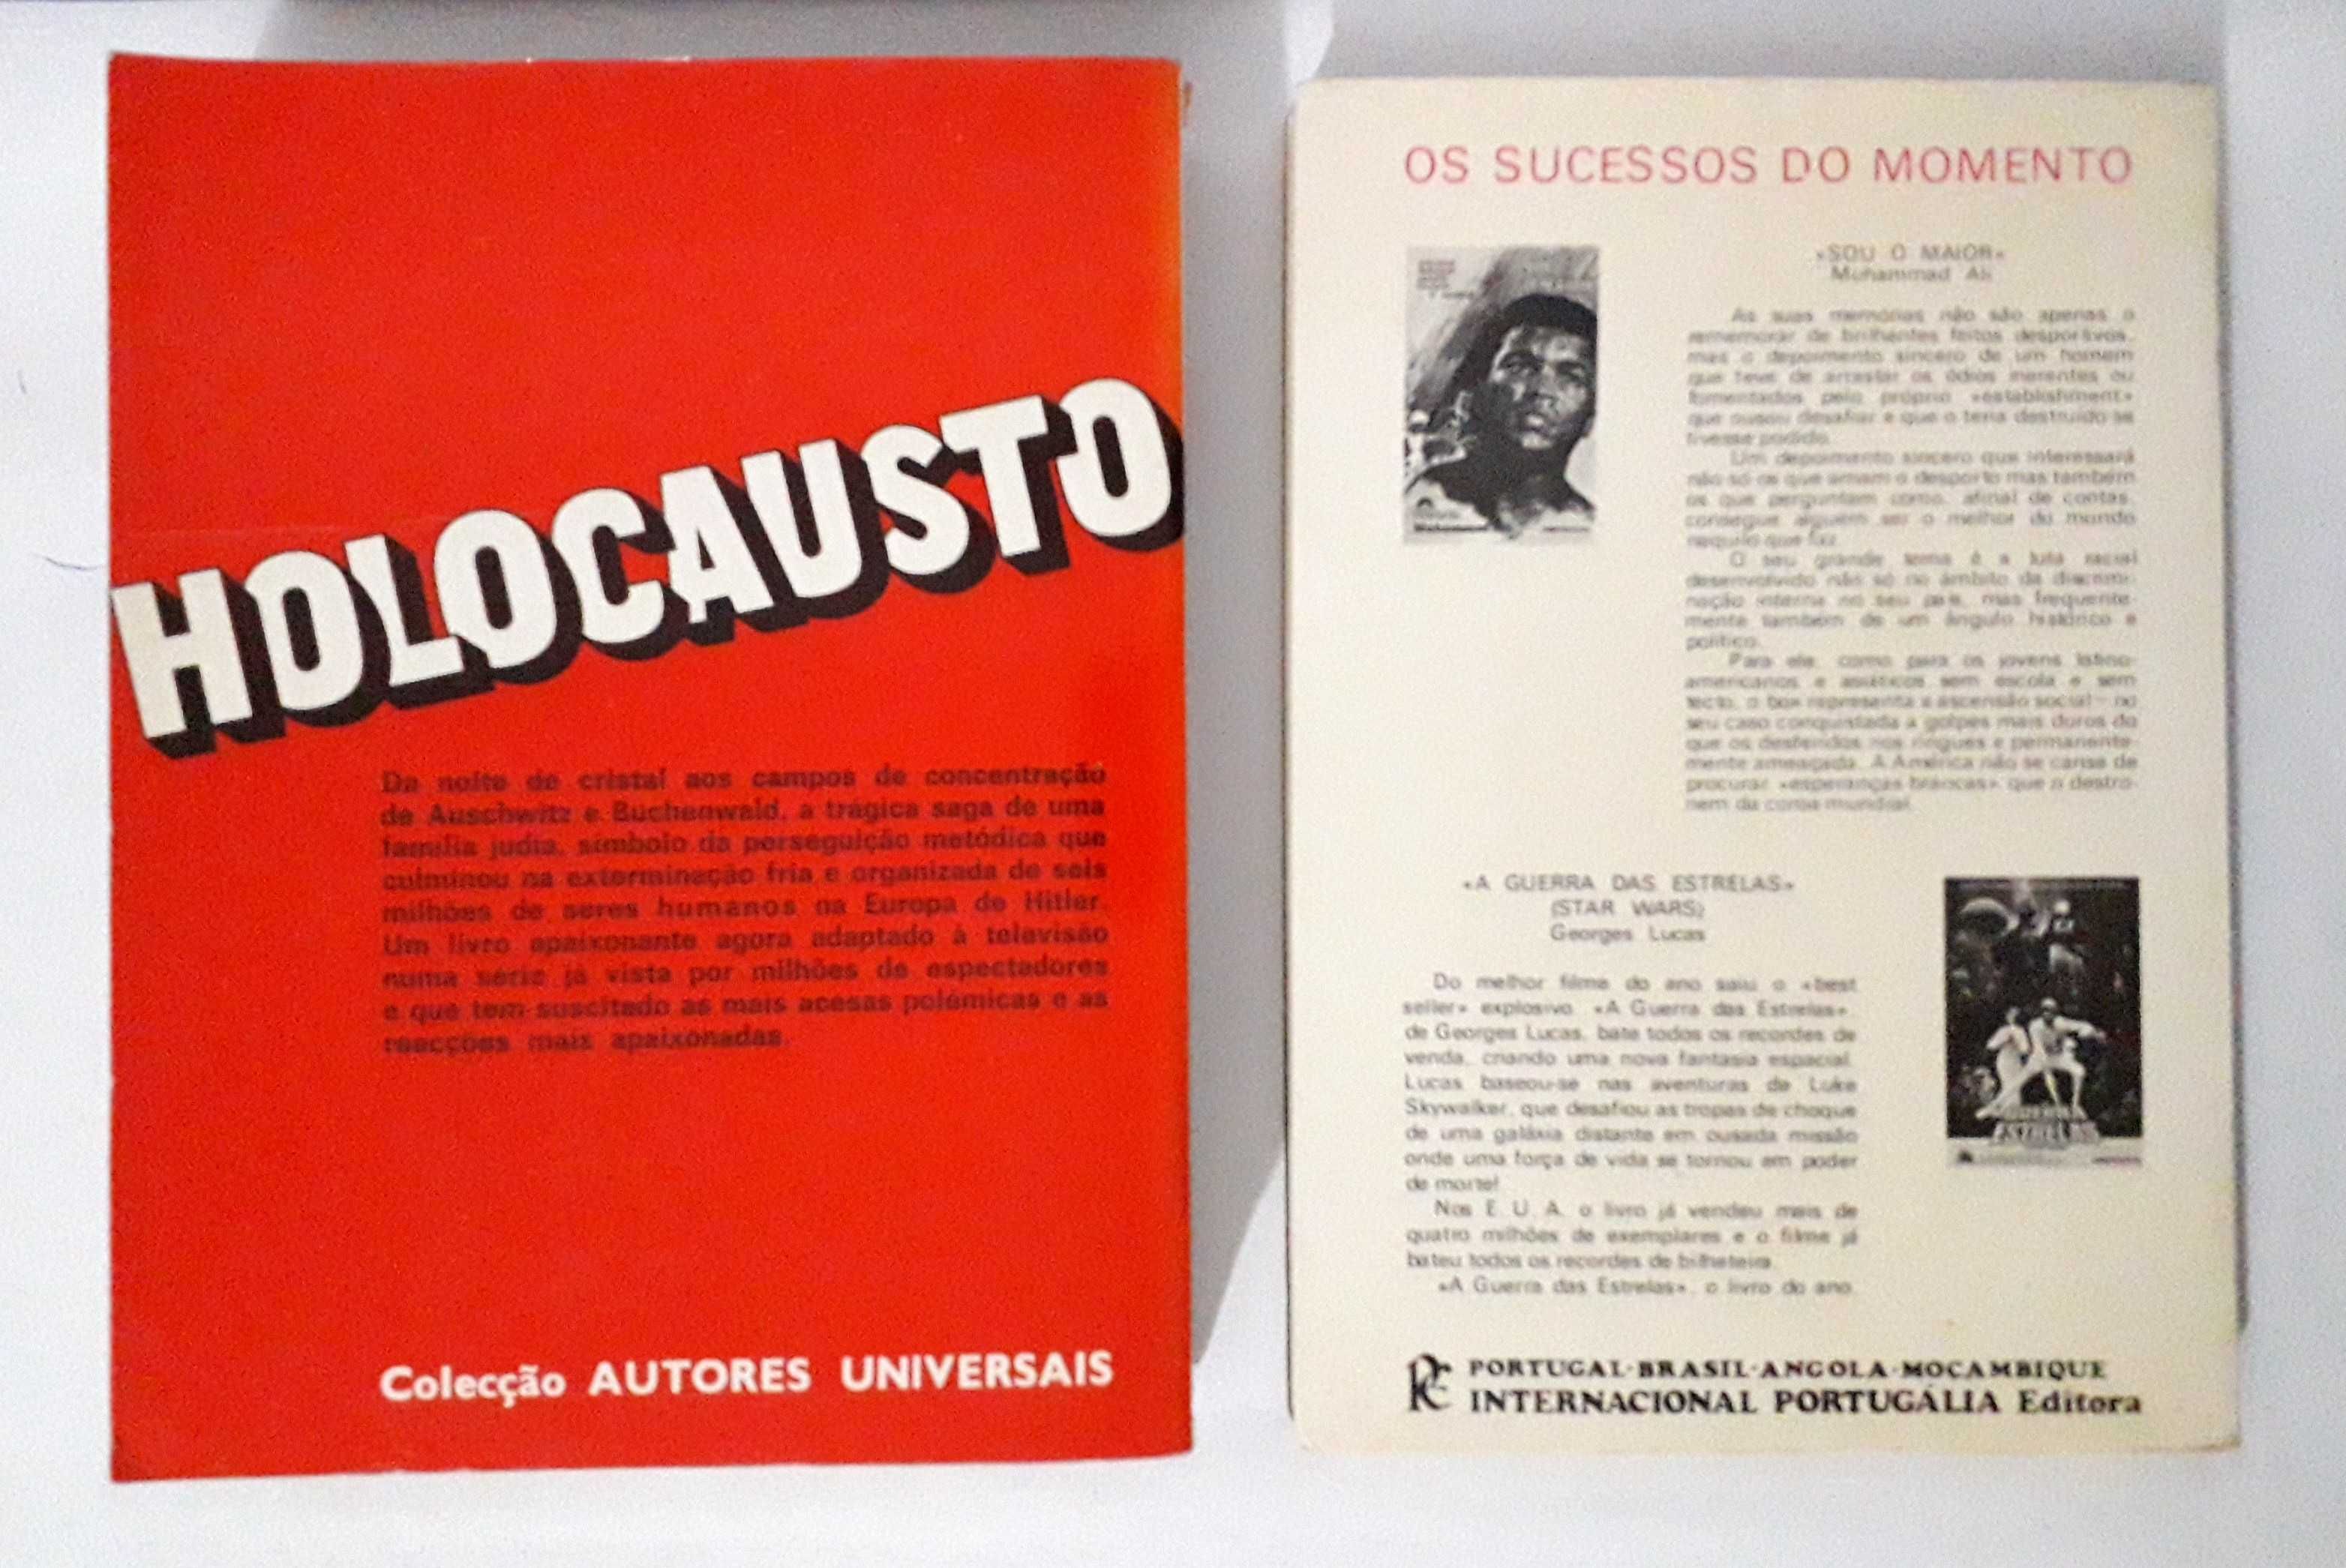 HOLOCAUSTO
Da noite de cristal aos campos de concentração
de Auschwitz e Buchenwald, a trágica saga de uma
família judia, símbolo da perseguição metódica que
culminou na exterminação fria e organizada de seis
milhões de seres humanos na Europa de Hitler.
Um livro apaixonante agora adaptado à televisão
numa série já vista por milhões de espectadores
e que tem suscitado as mais acesas polémicas e as
reacções mais apaixonadas.
Colecção AUTORES UNIVERSAIS
OS SUCESSOS DO MOMENTO
«SOU O MAIOR»
Muhammad Ali
As suas memórias não são apenas o
rememorar de brilhantes feitos desportivos,
mas o depoimento sincero de um homem
que teve de arrostar os ódios inerentes ou
fomentados pelo próprio «establishment»
que ousou desafiar e que o teria destruído se
tivesse podido.
Um depoimento sincero que interessará
não só os que amam o desporto mas também
os que perguntam como, afinal de contas,
consegue alguém ser o melhor do mundo
naquilo que faz.
O seu grande tema é a luta racial
desenvolvido não só no âmbito da discrimi-
nação interna no seu país, mas frequente-
mente também de um ângulo histórico e
político.
Para ele, como para os jovens latino-
americanos e asiáticos sem escola e sem
tecto, o box representa a ascensão social — no
seu caso conquistada a golpes mais duros do
que os desferidos nos ringues e permanente-
mente ameaçada. A América não se cansa de
procurar «esperanças brancas» que o destro-
nem da coroa mundial.
«A GUERRA DAS ESTRELAS»
(STAR WARS)
Georges Lucas
Do melhor filme do ano saiu o «best
seller» explosivo. «A Guerra das Estrelas»,
de Georges Lucas, bate todos os recordes de
venda, criando uma nova fantasia espacial.
Lucas baseou-se nas aventuras de Luke
Skywalker, que desafiou as tropas de choque
de uma galáxia distante em ousada missão
onde uma força de vida se tornou em poder
de morte!
Nos E. U. A. o livro já vendeu mais de
quatro milhões de exemplares e o filme já
bateu todos os recordes de bilheteira.
«A Guerra das Estrelas», o livro do ano.
ESTRELAS
PORTUGAL·BRASIL·ANGOLA·MOÇAMBIQUE
INTERNACIONAL PORTUGÁLIA Editora